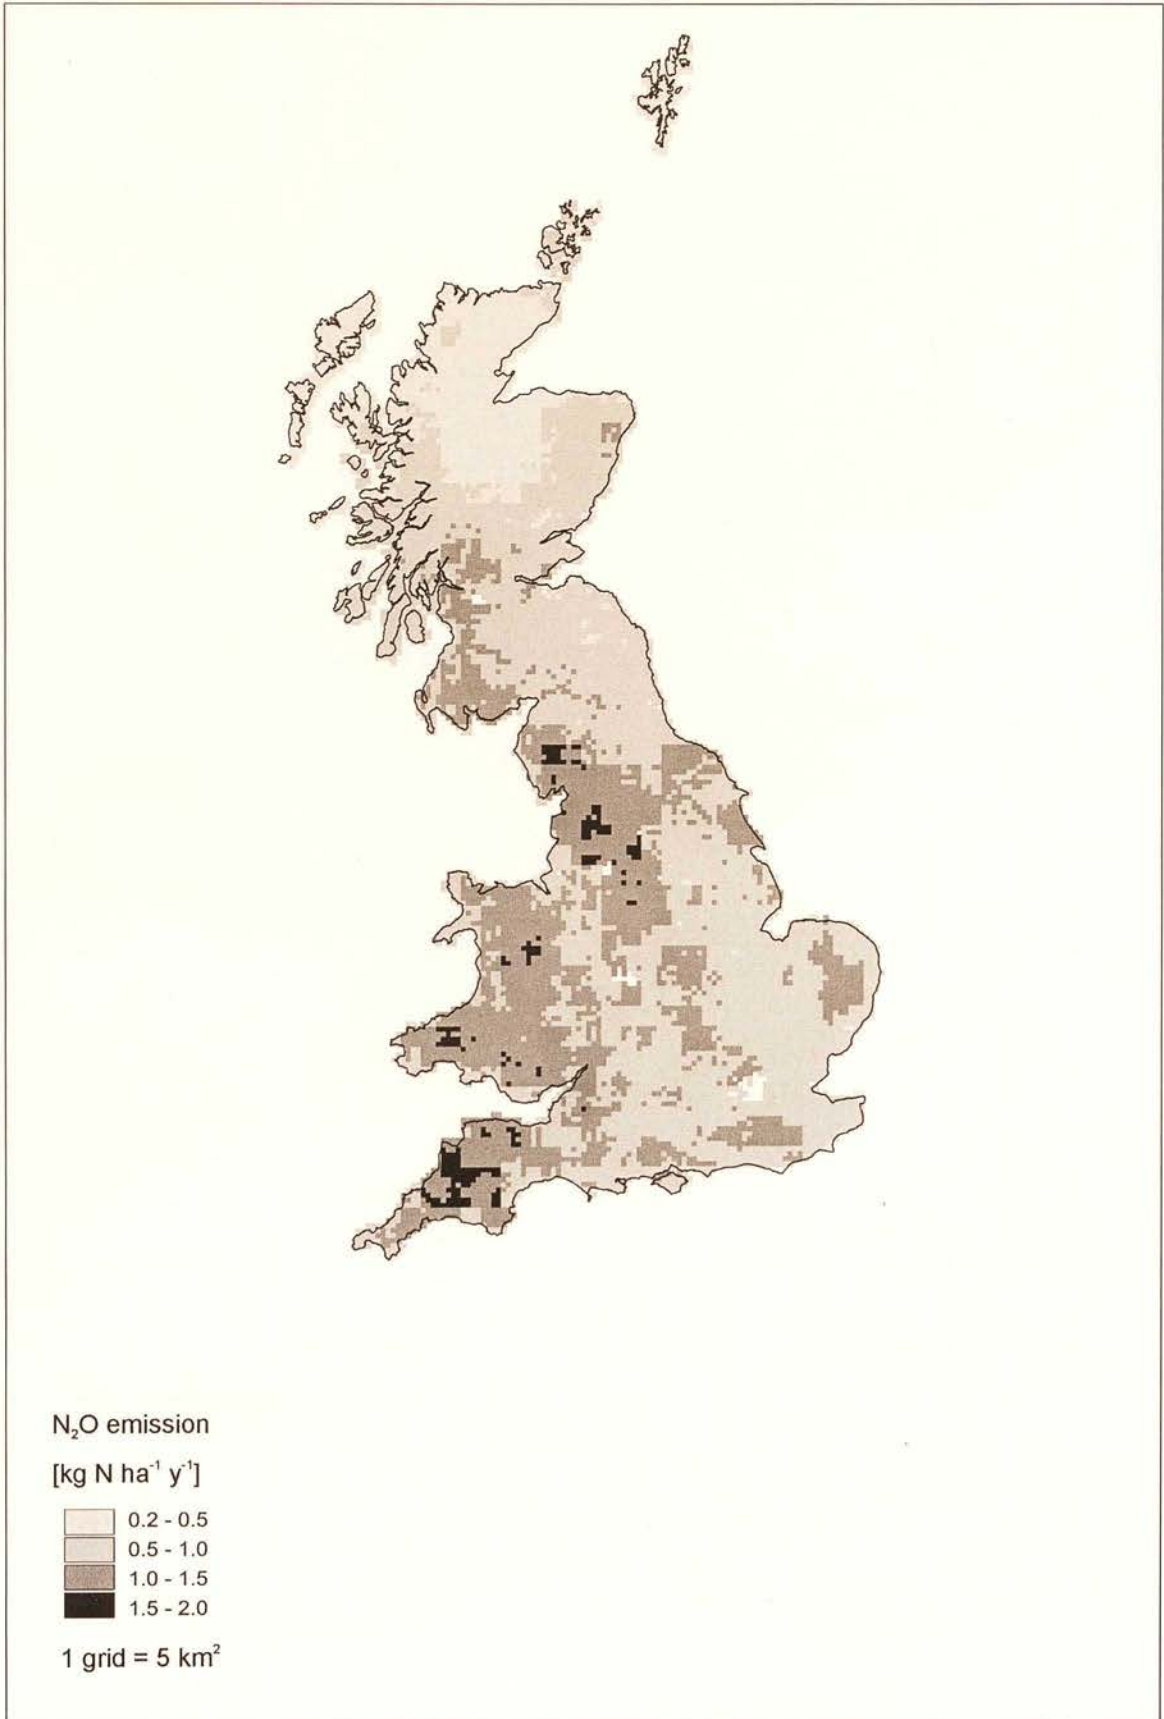 N₂O emission
[kg N ha⁻¹ y⁻¹]
0.2 - 0.5
0.5 - 1.0
1.0 - 1.5
1.5 - 2.0
1 grid = 5 km²